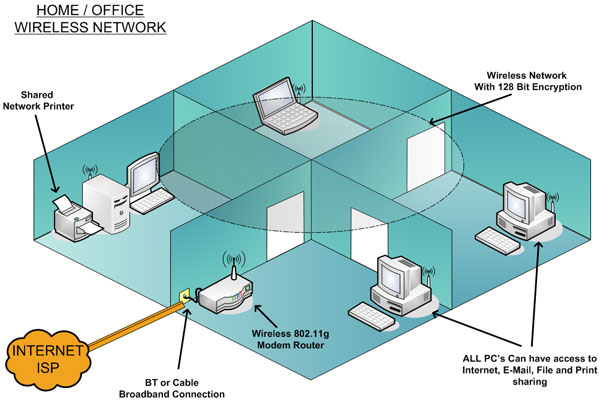 HOME / OFFICE
WIRELESS NETWORK
Shared
Network Printer
Wireless Network
With 128 Bit Encryption
Wireless 802.11g
Modem Router
INTERNET
ISP
BT or Cable
Broadband Connection
ALL PC's Can have access to
Internet, E-Mail, File and Print
sharing